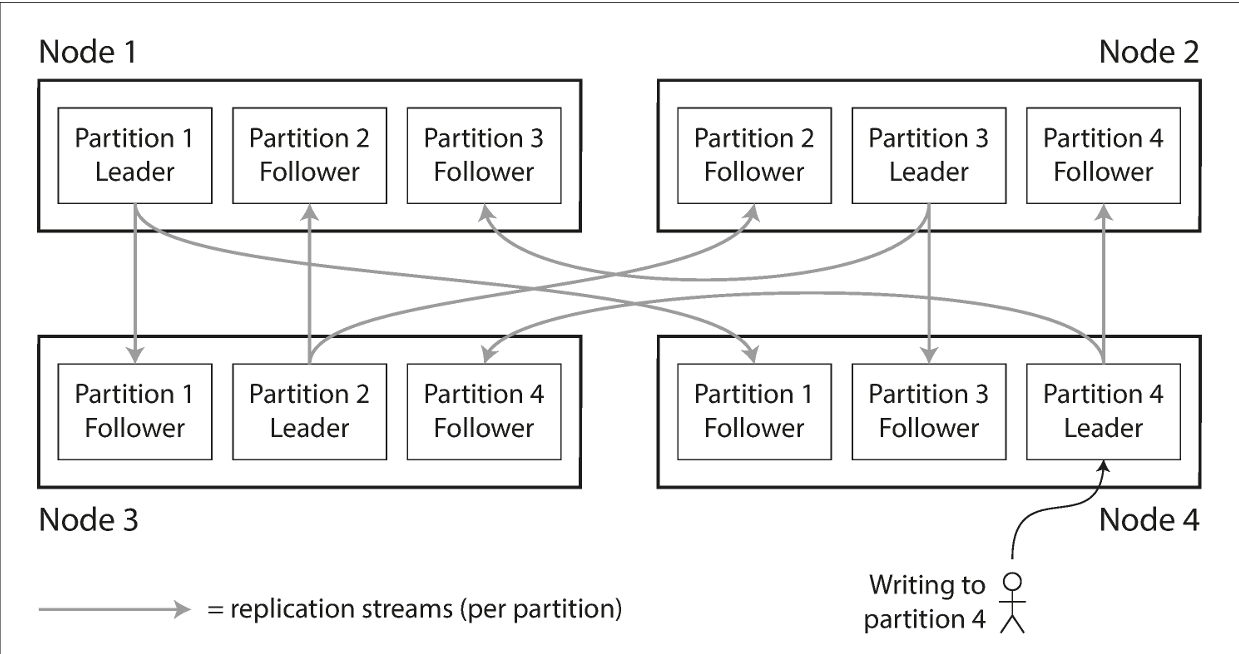 Node 1
Node 2
Partition 1
Leader
Partition 2
Follower
Partition 3
Follower
Partition 2
Follower
Partition 3
Leader
Partition 4
Follower
Partition 1
Follower
Partition 2
Leader
Partition 4
Follower
Partition 1
Follower
Partition 3
Follower
Partition 4
Leader
Node 3
Node 4
= replication streams (per partition)
Writing to
partition 4